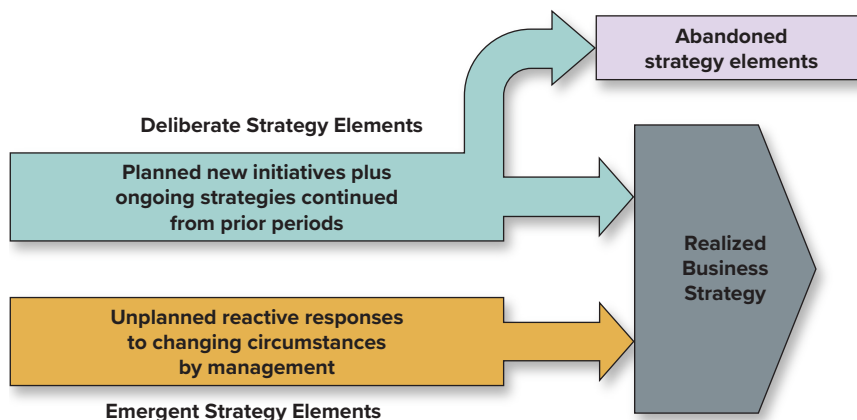 Abandoned
strategy elements
Deliberate Strategy Elements
Planned new initiatives plus
ongoing strategies continued
from prior periods
Realized
Business
Strategy
Unplanned reactive responses
to changing circumstances
by management
Emergent Strategy Elements